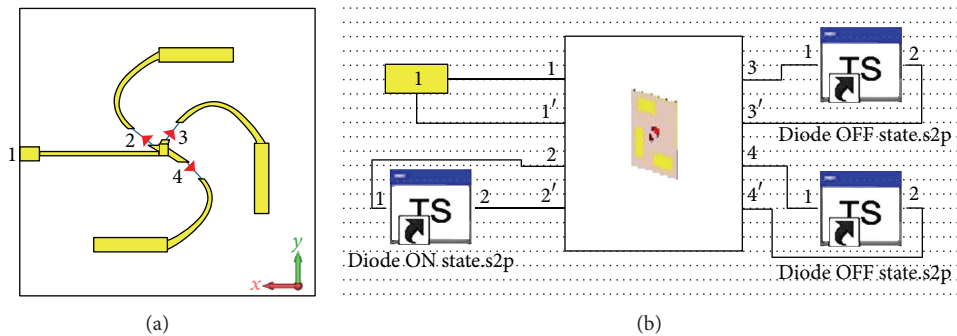 1
2
3
4
y
x
(a)
1
1
1′
2
2′
3
3′
4
4′
1
TS
2
Diode ON state.s2p
1
TS
2
Diode OFF state.s2p
1
TS
2
Diode OFF state.s2p
(b)